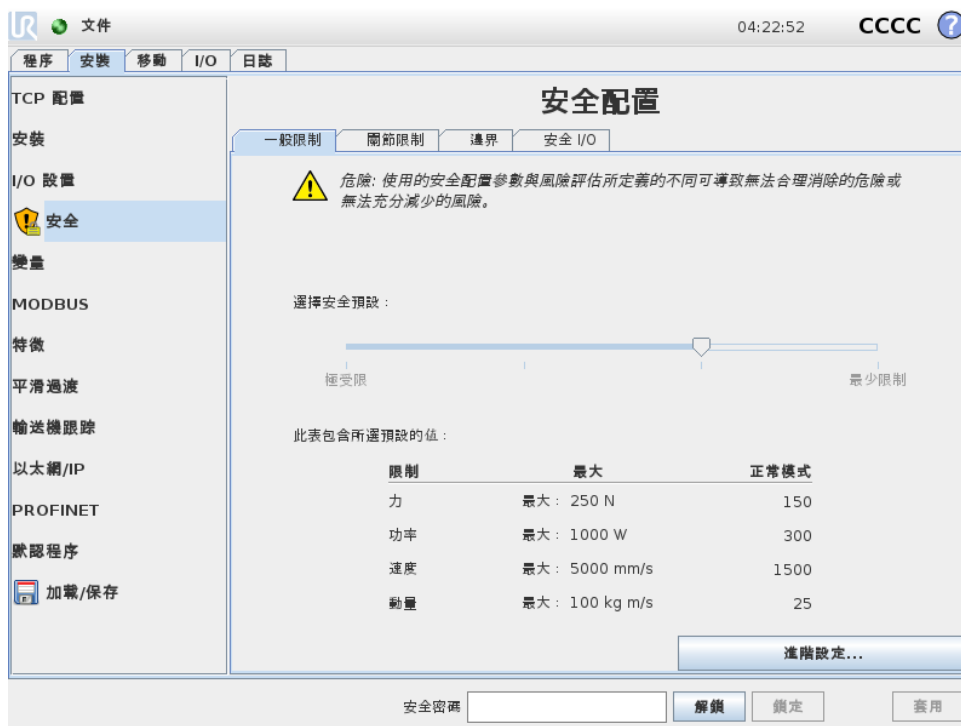 UR 文件 04:22:52 CCCC ?
程序 安裝 移動 I/O 日誌
TCP 配置
安裝
I/O 設置
安全
變量
MODBUS
特徵
平滑過渡
輸送機跟踪
以太網/IP
PROFINET
默認程序
加載/保存
安全配置
一般限制 關節限制 邊界 安全 I/O
危險: 使用的安全配置參數與風險評估所定義的不同可導致無法合理消除的危險或
無法充分減少的風險。
選擇安全預設：
極受限 最少限制
此表包含所選預設的值：
限制 最大 正常模式
力 最大： 250 N 150
功率 最大： 1000 W 300
速度 最大： 5000 mm/s 1500
動量 最大： 100 kg m/s 25
進階設定...
安全密碼 解鎖 鎖定 套用